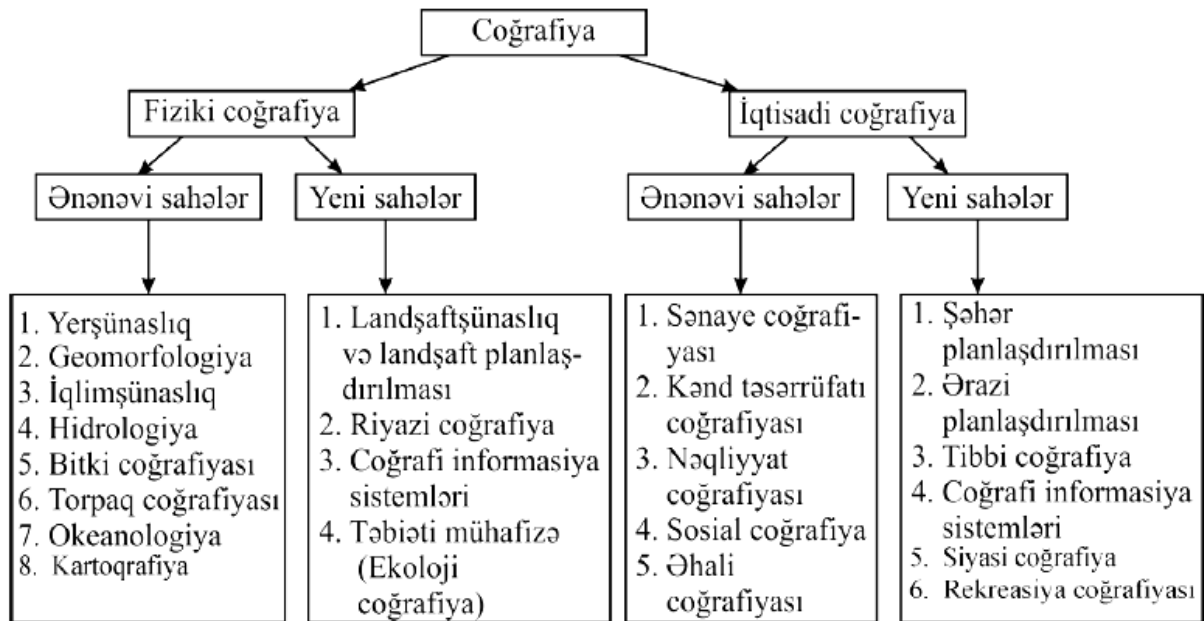 Coğrafiya
Fiziki coğrafiya
İqtisadi coğrafiya
Ənənəvi sahələr
Yeni sahələr
Ənənəvi sahələr
Yeni sahələr
1. Yerşünaslıq
2. Geomorfologiya
3. İqlimşünaslıq
4. Hidrologiya
5. Bitki coğrafiyası
6. Torpaq coğrafiyası
7. Okeanologiya
8. Kartoqrafiya
1. Landşaftşünaslıq
və landşaft planlaş-
dırılması
2. Riyazi coğrafiya
3. Coğrafi informasiya
sistemləri
4. Təbiəti mühafizə
(Ekoloji
coğrafiya)
1. Sənaye coğrafi-
yası
2. Kənd təsərrüfatı
coğrafiyası
3. Nəqliyyat
coğrafiyası
4. Sosial coğrafiya
5. Əhali
coğrafiyası
1. Şəhər
planlaşdırılması
2. Ərazi
planlaşdırılması
3. Tibbi coğrafiya
4. Coğrafi informasiya
sistemləri
5. Siyasi coğrafiya
6. Rekreasiya coğrafiyası